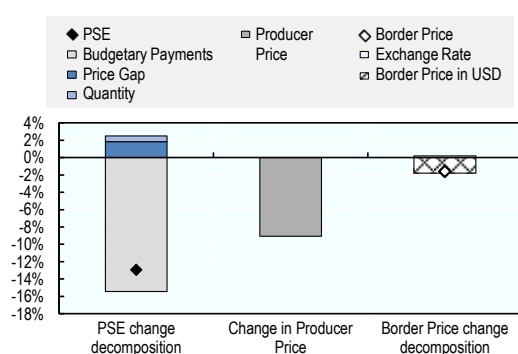 PSE
Budgetary Payments
Price Gap
Quantity
Producer
Price
Border Price
Exchange Rate
Border Price in USD
4%
2%
0%
-2%
-4%
-6%
-8%
-10%
-12%
-14%
-16%
-18%
PSE change
decomposition
Change in Producer
Price
Border Price change
decomposition